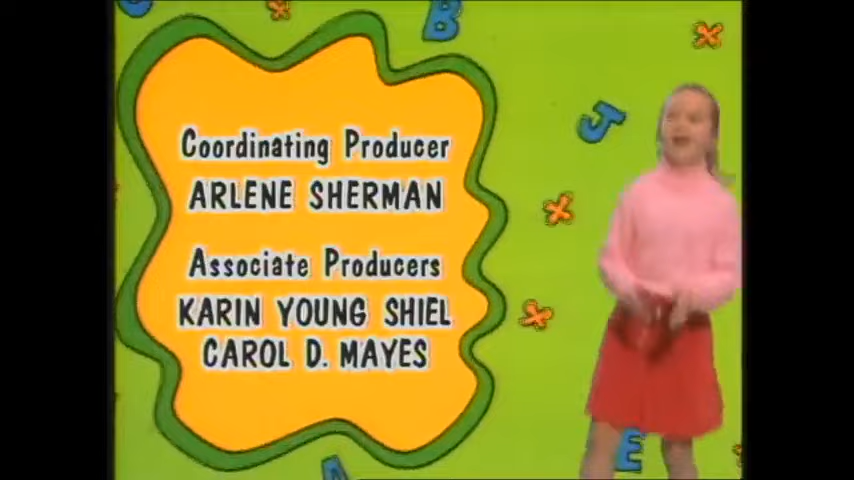 B
J
Coordinating Producer
ARLENE SHERMAN
Associate Producers
KARIN YOUNG SHIEL
CAROL D. MAYES
E
A